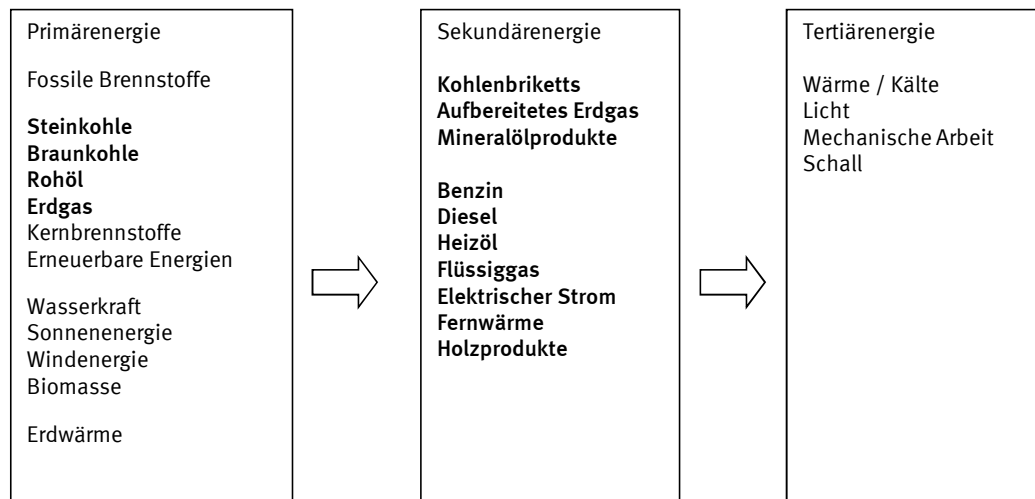 Primärenergie
Fossile Brennstoffe
Steinkohle
Braunkohle
Rohöl
Erdgas
Kernbrennstoffe
Erneuerbare Energien
Wasserkraft
Sonnenenergie
Windenergie
Biomasse
Erdwärme
Sekundärenergie
Kohlenbriketts
Aufbereitetes Erdgas
Mineralölprodukte
Benzin
Diesel
Heizöl
Flüssiggas
Elektrischer Strom
Fernwärme
Holzprodukte
Tertiärenergie
Wärme / Kälte
Licht
Mechanische Arbeit
Schall